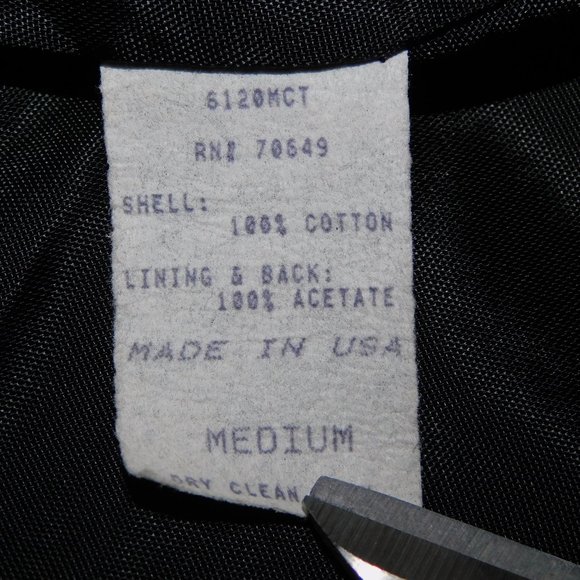 6120MCT
RN# 70649
SHELL:
100% COTTON
LINING & BACK:
100% ACETATE
MADE IN USA
MEDIUM
DRY CLEAN